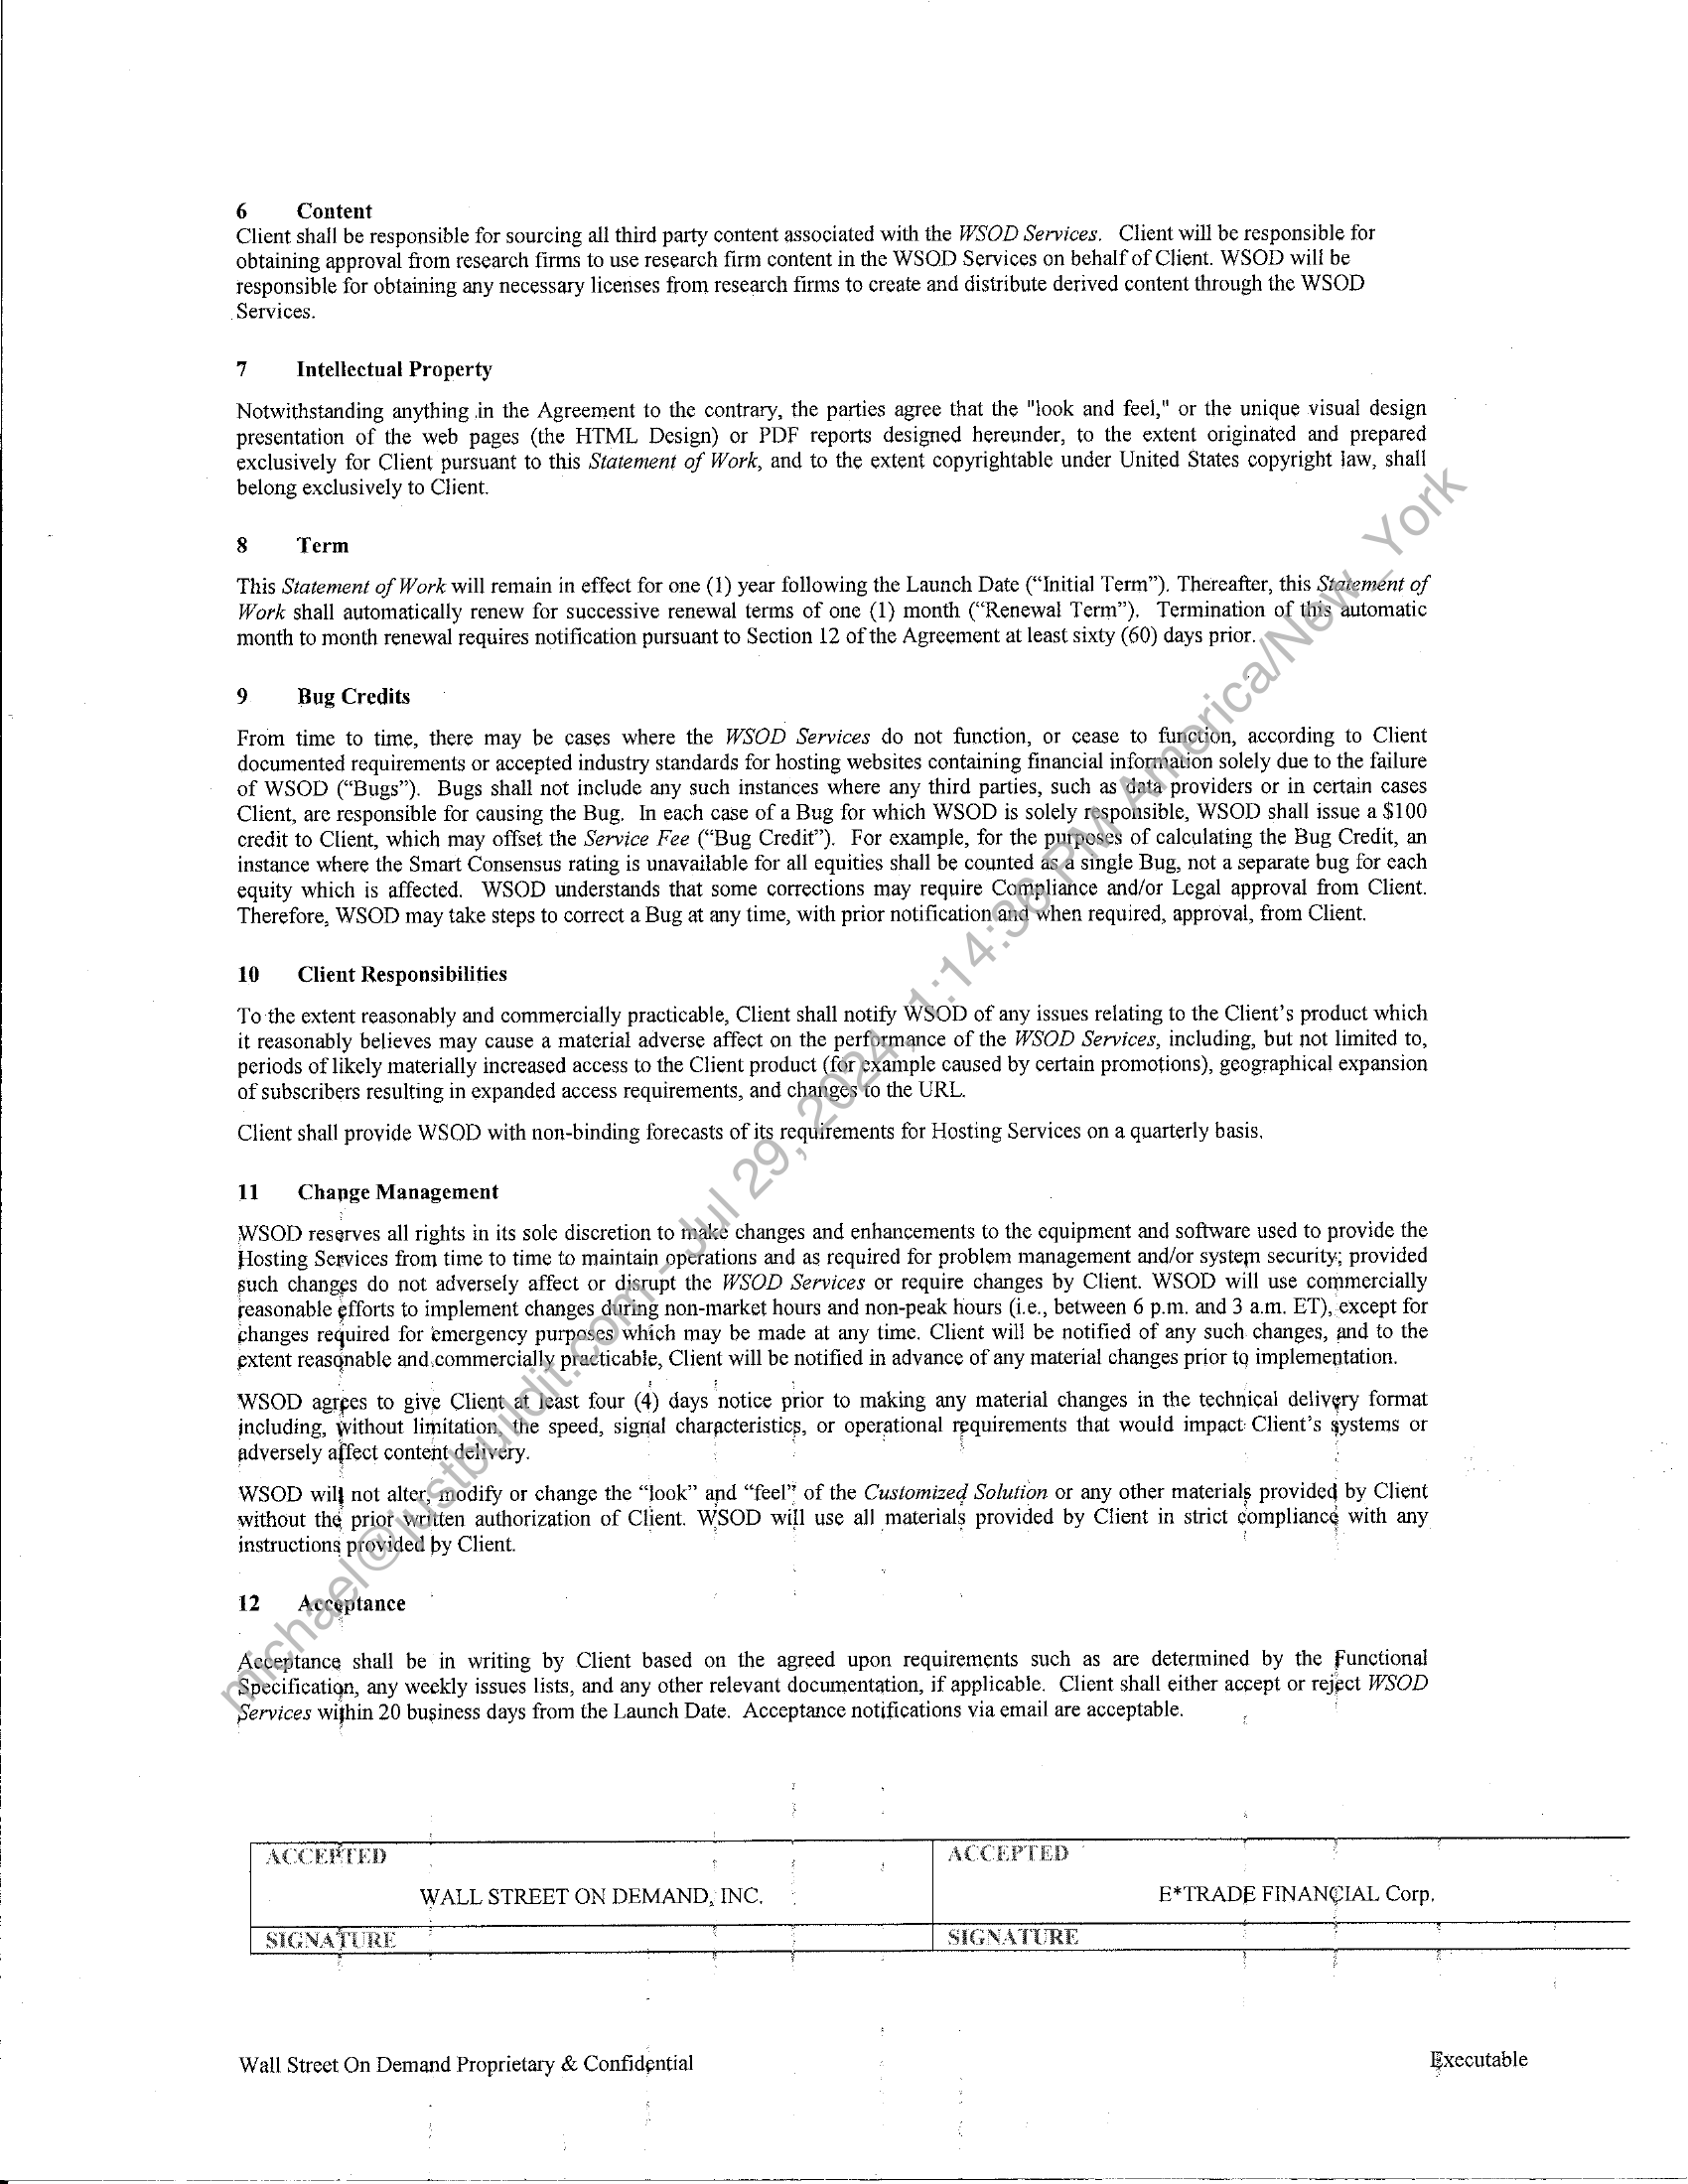 6 Content
Client shall be responsible for sourcing all third party content associated with the WSOD Services. Client will be responsible for
obtaining approval from research firms to use research firm content in the WSOD Services on behalf of Client. WSOD will be
responsible for obtaining any necessary licenses from research firms to create and distribute derived content through the WSOD
Services.
7 Intellectual Property
Notwithstanding anything in the Agreement to the contrary, the parties agree that the "look and feel," or the unique visual design
presentation of the web pages (the HTML Design) or PDF reports designed hereunder, to the extent originated and prepared
exclusively for Client pursuant to this Statement of Work, and to the extent copyrightable under United States copyright law, shall
belong exclusively to Client.
8 Term
This Statement of Work will remain in effect for one (1) year following the Launch Date (“Initial Term”). Thereafter, this Statement of
Work shall automatically renew for successive renewal terms of one (1) month (“Renewal Term”). Termination of this automatic
month to month renewal requires notification pursuant to Section 12 of the Agreement at least sixty (60) days prior.
9 Bug Credits
From time to time, there may be cases where the WSOD Services do not function, or cease to function, according to Client
documented requirements or accepted industry standards for hosting websites containing financial information solely due to the failure
of WSOD (“Bugs”). Bugs shall not include any such instances where any third parties, such as data providers or in certain cases
Client, are responsible for causing the Bug. In each case of a Bug for which WSOD is solely responsible, WSOD shall issue a $100
credit to Client, which may offset the Service Fee (“Bug Credit”). For example, for the purposes of calculating the Bug Credit, an
instance where the Smart Consensus rating is unavailable for all equities shall be counted as a single Bug, not a separate bug for each
equity which is affected. WSOD understands that some corrections may require Compliance and/or Legal approval from Client.
Therefore, WSOD may take steps to correct a Bug at any time, with prior notification and when required, approval, from Client.
10 Client Responsibilities
To the extent reasonably and commercially practicable, Client shall notify WSOD of any issues relating to the Client’s product which
it reasonably believes may cause a material adverse affect on the performance of the WSOD Services, including, but not limited to,
periods of likely materially increased access to the Client product (for example caused by certain promotions), geographical expansion
of subscribers resulting in expanded access requirements, and changes to the URL.
Client shall provide WSOD with non-binding forecasts of its requirements for Hosting Services on a quarterly basis.
11 Change Management
WSOD reserves all rights in its sole discretion to make changes and enhancements to the equipment and software used to provide the
Hosting Services from time to time to maintain operations and as required for problem management and/or system security; provided
such changes do not adversely affect or disrupt the WSOD Services or require changes by Client. WSOD will use commercially
reasonable efforts to implement changes during non-market hours and non-peak hours (i.e., between 6 p.m. and 3 a.m. ET), except for
changes required for emergency purposes which may be made at any time. Client will be notified of any such changes, and to the
extent reasonable and commercially practicable, Client will be notified in advance of any material changes prior to implementation.
WSOD agrees to give Client at least four (4) days notice prior to making any material changes in the technical delivery format
including, without limitation, the speed, signal characteristics, or operational requirements that would impact Client’s systems or
adversely affect content delivery.
WSOD will not alter, modify or change the “look” and “feel” of the Customized Solution or any other materials provided by Client
without the prior written authorization of Client. WSOD will use all materials provided by Client in strict compliance with any
instructions provided by Client.
12 Acceptance
Acceptance shall be in writing by Client based on the agreed upon requirements such as are determined by the Functional
Specification, any weekly issues lists, and any other relevant documentation, if applicable. Client shall either accept or reject WSOD
Services within 20 business days from the Launch Date. Acceptance notifications via email are acceptable.
ACCEPTED ACCEPTED
WALL STREET ON DEMAND, INC. E*TRADE FINANCIAL Corp.
SIGNATURE SIGNATURE
Wall Street On Demand Proprietary & Confidential Executable
michael@justbuildit.com - Jul 29, 2024, 1:14:36 PM America/New_York